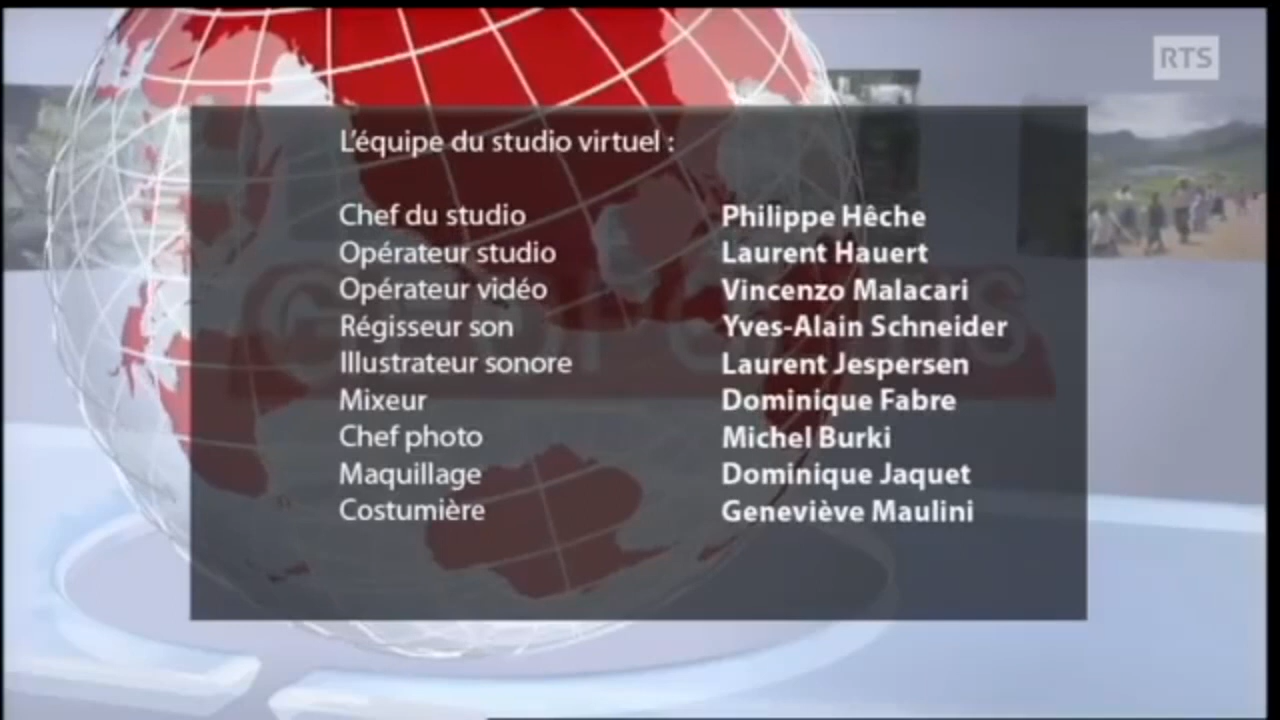 RTS
L'équipe du studio virtuel :
Chef du studio Philippe Hêche
Opérateur studio Laurent Hauert
Opérateur vidéo Vincenzo Malacari
Régisseur son Yves-Alain Schneider
Illustrateur sonore Laurent Jespersen
Mixeur Dominique Fabre
Chef photo Michel Burki
Maquillage Dominique Jaquet
Costumière Geneviève Maulini